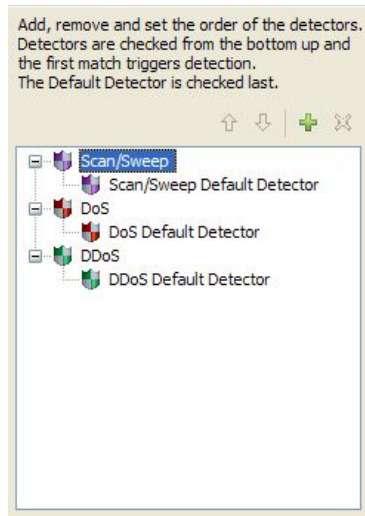 Add, remove and set the order of the detectors.
Detectors are checked from the bottom up and
the first match triggers detection.
The Default Detector is checked last.
Scan/Sweep
Scan/Sweep Default Detector
DoS
DoS Default Detector
DDoS
DDoS Default Detector